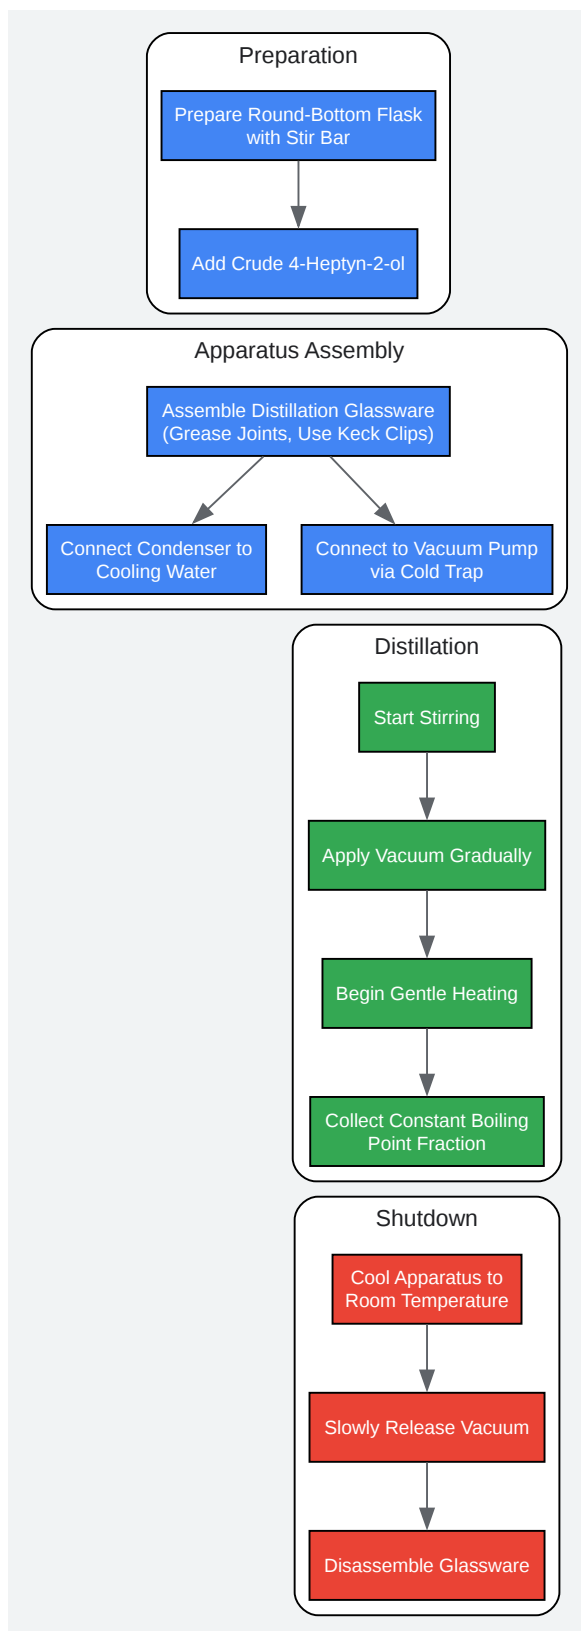 Preparation
Prepare Round-Bottom Flask
with Stir Bar
Add Crude 4-Heptyn-2-ol
Apparatus Assembly
Assemble Distillation Glassware
(Grease Joints, Use Keck Clips)
Connect Condenser to
Cooling Water
Connect to Vacuum Pump
via Cold Trap
Distillation
Start Stirring
Apply Vacuum Gradually
Begin Gentle Heating
Collect Constant Boiling
Point Fraction
Shutdown
Cool Apparatus to
Room Temperature
Slowly Release Vacuum
Disassemble Glassware